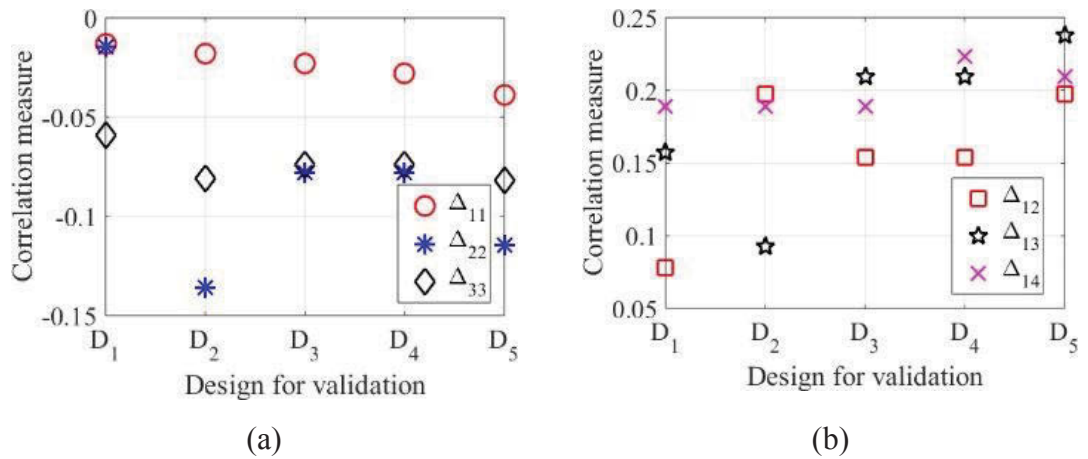 0
-0.05
-0.1
-0.15
Correlation measure
D1 D2 D3 D4 D5
Design for validation
Δ11
Δ22
Δ33
(a)
0.25
0.2
0.15
0.1
0.05
Correlation measure
D1 D2 D3 D4 D5
Design for validation
Δ12
Δ13
Δ14
(b)